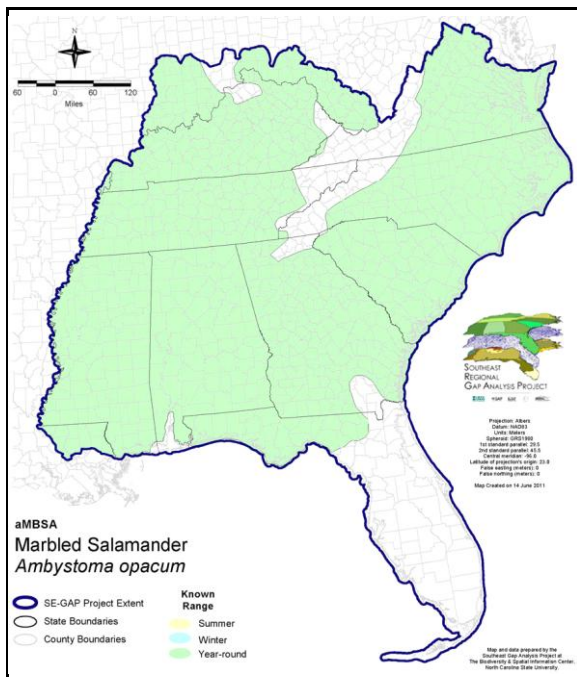 N
60 0 60 120
Miles
SOUTHEAST
REGIONAL
GAP ANALYSIS PROJECT
Projection: Albers
Datum: NAD83
Units: Meters
Spheroid: GRS1980
1st standard parallel: 29.5
2nd standard parallel: 45.5
Central meridian: -96.0
Latitude of projection's origin: 23.0
False easting (meters): 0
False northing (meters): 0
Map Created on 14 June 2011
aMBSA
Marbled Salamander
Ambystoma opacum
SE-GAP Project Extent
State Boundaries
County Boundaries
Known
Range
Summer
Winter
Year-round
Map and data prepared by the
Southeast Gap Analysis Project at
The Biodiversity & Spatial Information Center,
North Carolina State University.